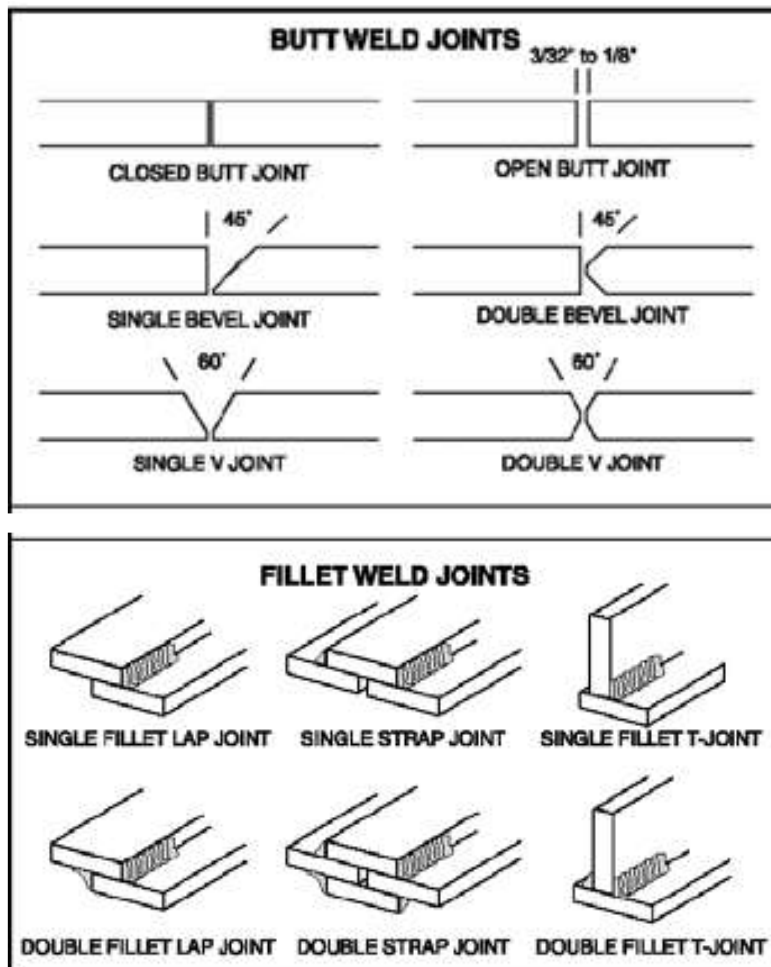 BUTT WELD JOINTS
3/32" to 1/8"
CLOSED BUTT JOINT
OPEN BUTT JOINT
45°
45°
SINGLE BEVEL JOINT
DOUBLE BEVEL JOINT
60°
60°
SINGLE V JOINT
DOUBLE V JOINT
FILLET WELD JOINTS
SINGLE FILLET LAP JOINT
SINGLE STRAP JOINT
SINGLE FILLET T-JOINT
DOUBLE FILLET LAP JOINT
DOUBLE STRAP JOINT
DOUBLE FILLET T-JOINT